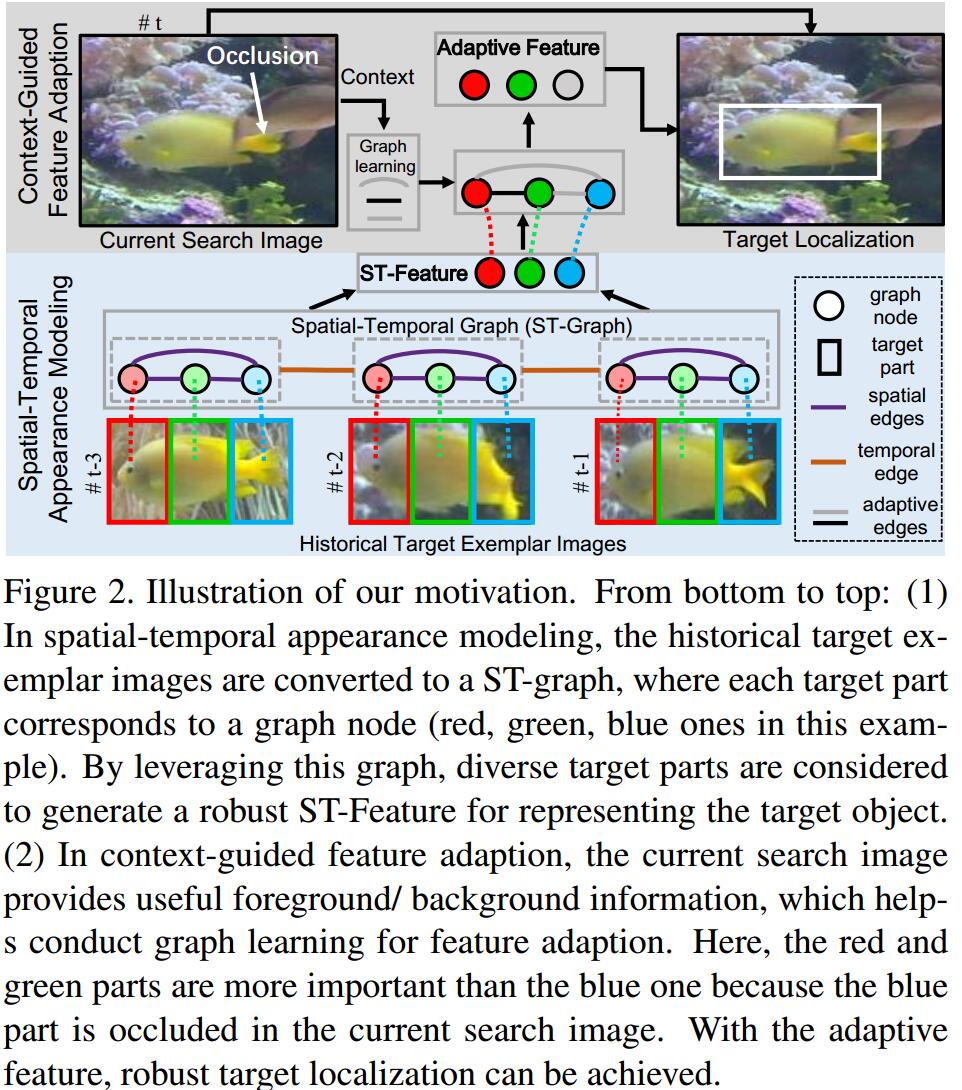 # t
Context-Guided
Feature Adaption
Occlusion
Context
Adaptive Feature
Graph
learning
Current Search Image
Target Localization
ST-Feature
Spatial-Temporal
Appearance Modeling
Spatial-Temporal Graph (ST-Graph)
# t-3
# t-2
# t-1
Historical Target Exemplar Images
graph
node
target
part
spatial
edges
temporal
edge
adaptive
edges
Figure 2. Illustration of our motivation. From bottom to top: (1)
In spatial-temporal appearance modeling, the historical target ex-
emplar images are converted to a ST-graph, where each target part
corresponds to a graph node (red, green, blue ones in this exam-
ple). By leveraging this graph, diverse target parts are considered
to generate a robust ST-Feature for representing the target object.
(2) In context-guided feature adaption, the current search image
provides useful foreground/ background information, which help-
s conduct graph learning for feature adaption. Here, the red and
green parts are more important than the blue one because the blue
part is occluded in the current search image. With the adaptive
feature, robust target localization can be achieved.